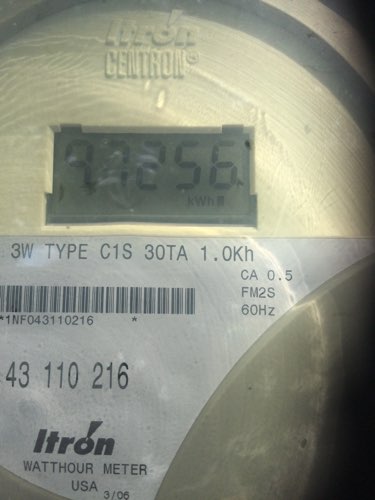 Itron
CENTRON®
97256
kWh
3W TYPE C1S 30TA 1.0Kh
CA 0.5
FM2S
60Hz
*1NF043110216 *
43 110 216
Itron
WATTHOUR METER
USA
3/06